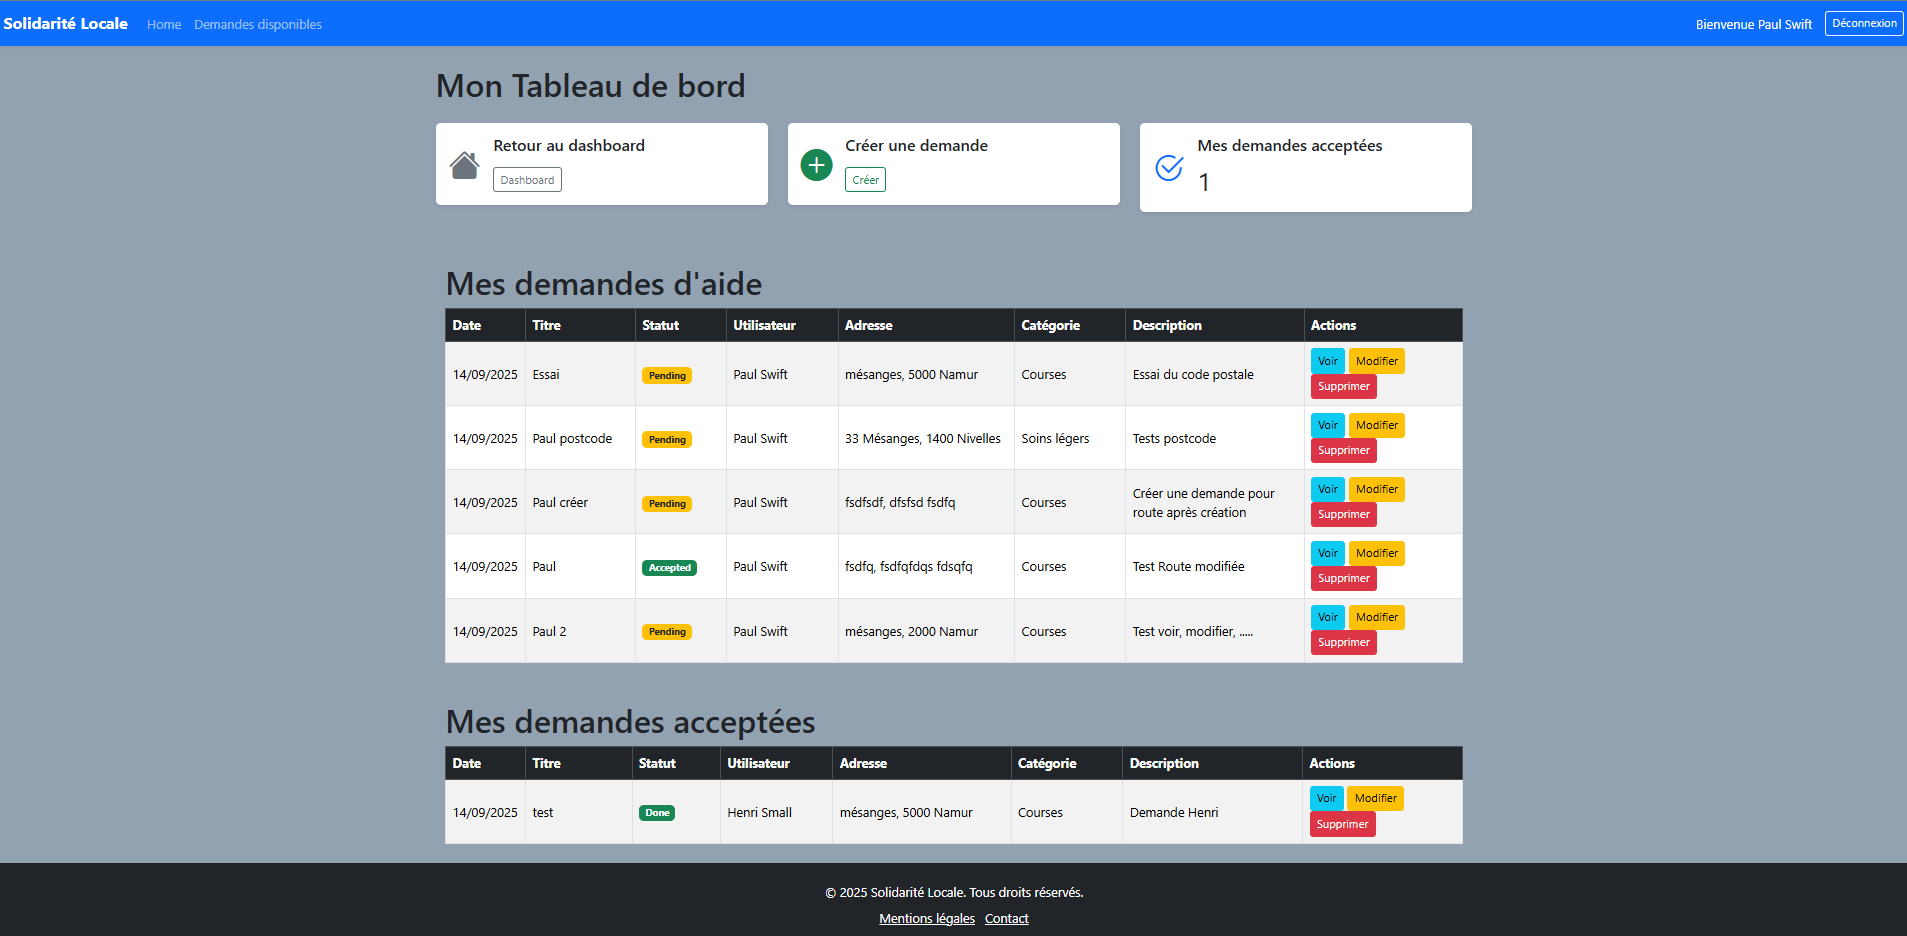 Solidarité Locale Home Demandes disponibles Bienvenue Paul Swift Déconnexion
Mon Tableau de bord
Retour au dashboard
Dashboard
Créer une demande
Créer
Mes demandes acceptées
1
Mes demandes d'aide
Date Titre Statut Utilisateur Adresse Catégorie Description Actions
14/09/2025 Essai Pending Paul Swift mésanges, 5000 Namur Courses Essai du code postale Voir Modifier
Supprimer
14/09/2025 Paul postcode Pending Paul Swift 33 Mésanges, 1400 Nivelles Soins légers Tests postcode Voir Modifier
Supprimer
14/09/2025 Paul créer Pending Paul Swift fsdfsdf, dfsfsd fsdfq Courses Créer une demande pour
route après création Voir Modifier
Supprimer
14/09/2025 Paul Accepted Paul Swift fsdfq, fsdfqfdqs fdsqfq Courses Test Route modifiée Voir Modifier
Supprimer
14/09/2025 Paul 2 Pending Paul Swift mésanges, 2000 Namur Courses Test voir, modifier, ..... Voir Modifier
Supprimer
Mes demandes acceptées
Date Titre Statut Utilisateur Adresse Catégorie Description Actions
14/09/2025 test Done Henri Small mésanges, 5000 Namur Courses Demande Henri Voir Modifier
Supprimer
© 2025 Solidarité Locale. Tous droits réservés.
Mentions légales Contact